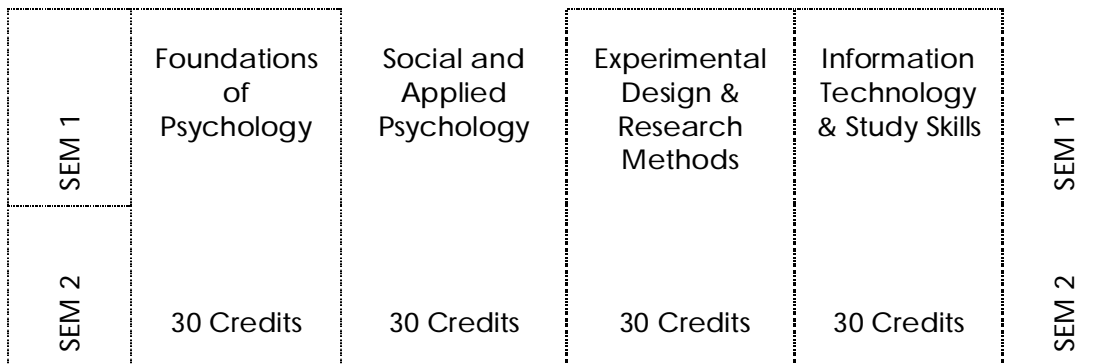 SEM 1
Foundations
of
Psychology
Social and
Applied
Psychology
Experimental
Design &
Research
Methods
Information
Technology
& Study Skills
SEM 1
SEM 2
30 Credits
30 Credits
30 Credits
30 Credits
SEM 2